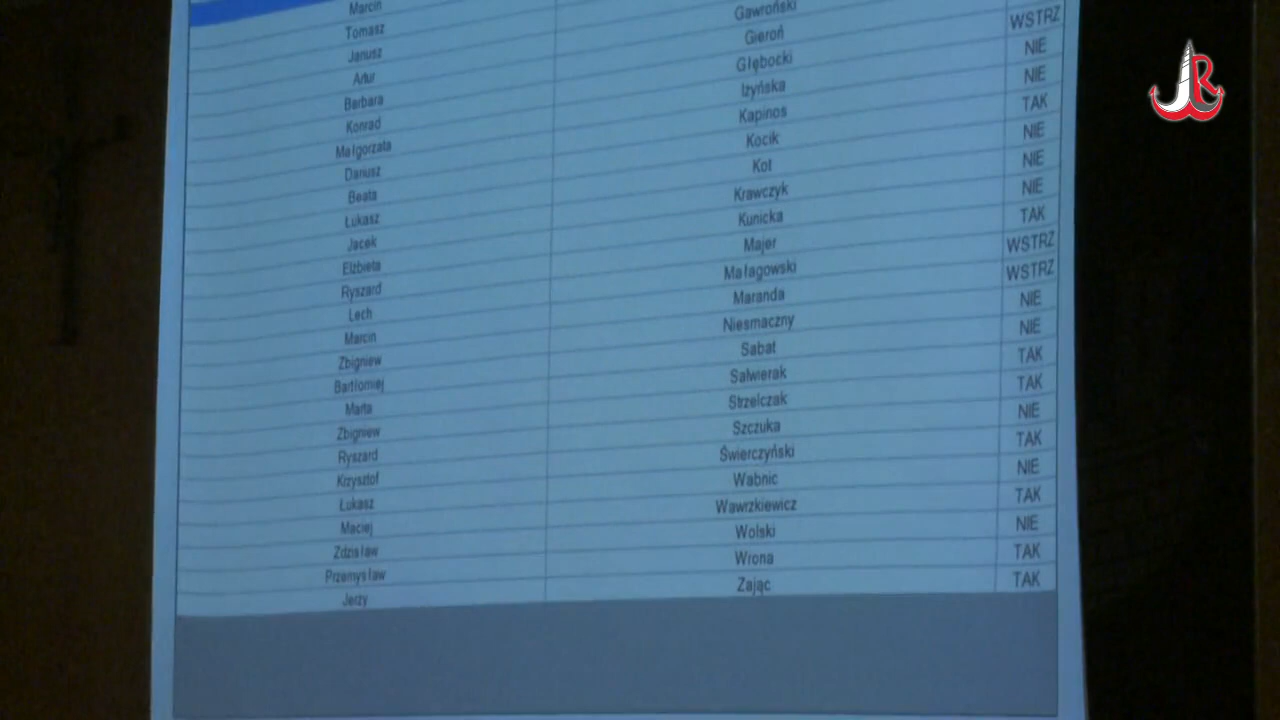 Marcin
Tomasz
Janusz
Artur Gawroński
Barbara Gieroń
Konrad Głębocki WSTRZ
Małgorzata Iżyńska NIE
Dariusz Kapinos NIE
Beata Kocik TAK
Łukasz Kot NIE
Jacek Krawczyk NIE
Elżbieta Kunicka NIE
Ryszard Majer TAK
Lech Małagowski WSTRZ
Marcin Maranda WSTRZ
Zbigniew Niesmaczny NIE
Bartłomiej Sabat NIE
Marta Salwierak TAK
Zbigniew Strzelczak TAK
Ryszard Szczuka NIE
Krzysztof Świerczyński TAK
Łukasz Wabnic NIE
Maciej Wawrzkiewicz TAK
Zdzisław Wolski NIE
Przemysław Wrona TAK
Jerzy Zając TAK